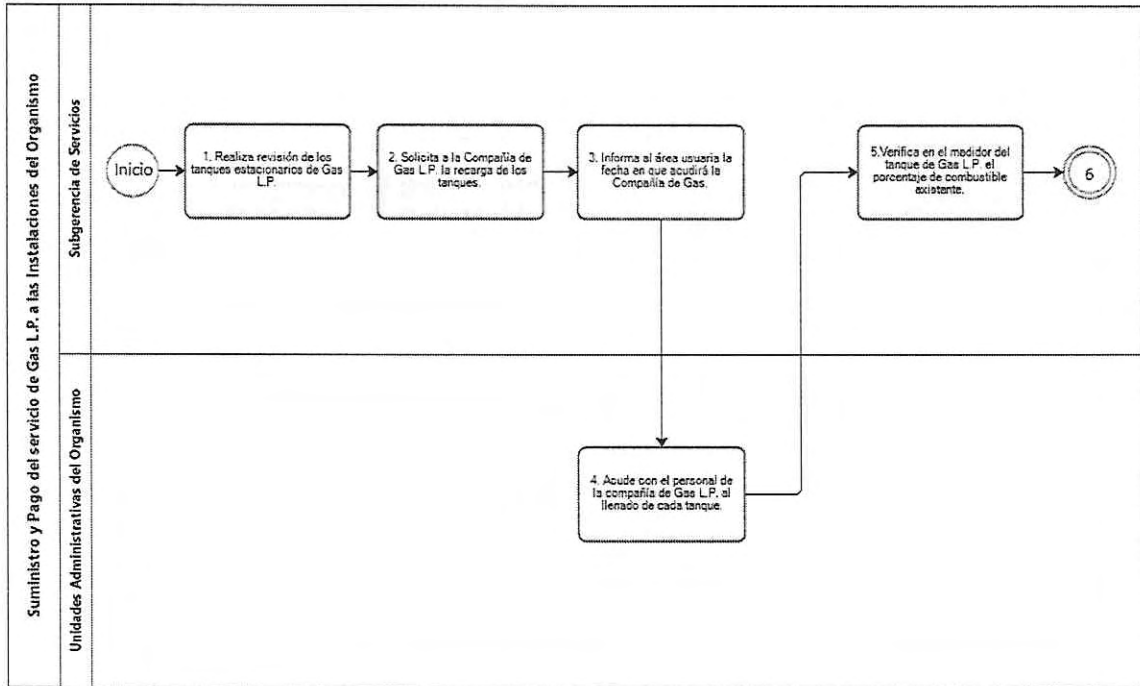 Suministro y Pago del servicio de Gas L.P. a las Instalaciones del Organismo
Subgerencia de Servicios
Inicio
1. Realiza revisión de los
tanques estacionarios de Gas
L.P.
2. Solicita a la Compañía de
Gas L.P. la recarga de los
tanques.
3. Informa al área usuaria la
fecha en que acudirá la
Compañía de Gas.
5.Verifica en el medidor del
tanque de Gas L.P. el
porcentaje de combustible
existente.
6
Unidades Administrativas del Organismo
4. Acude con el personal de
la compañía de Gas L.P. al
llenado de cada tanque.